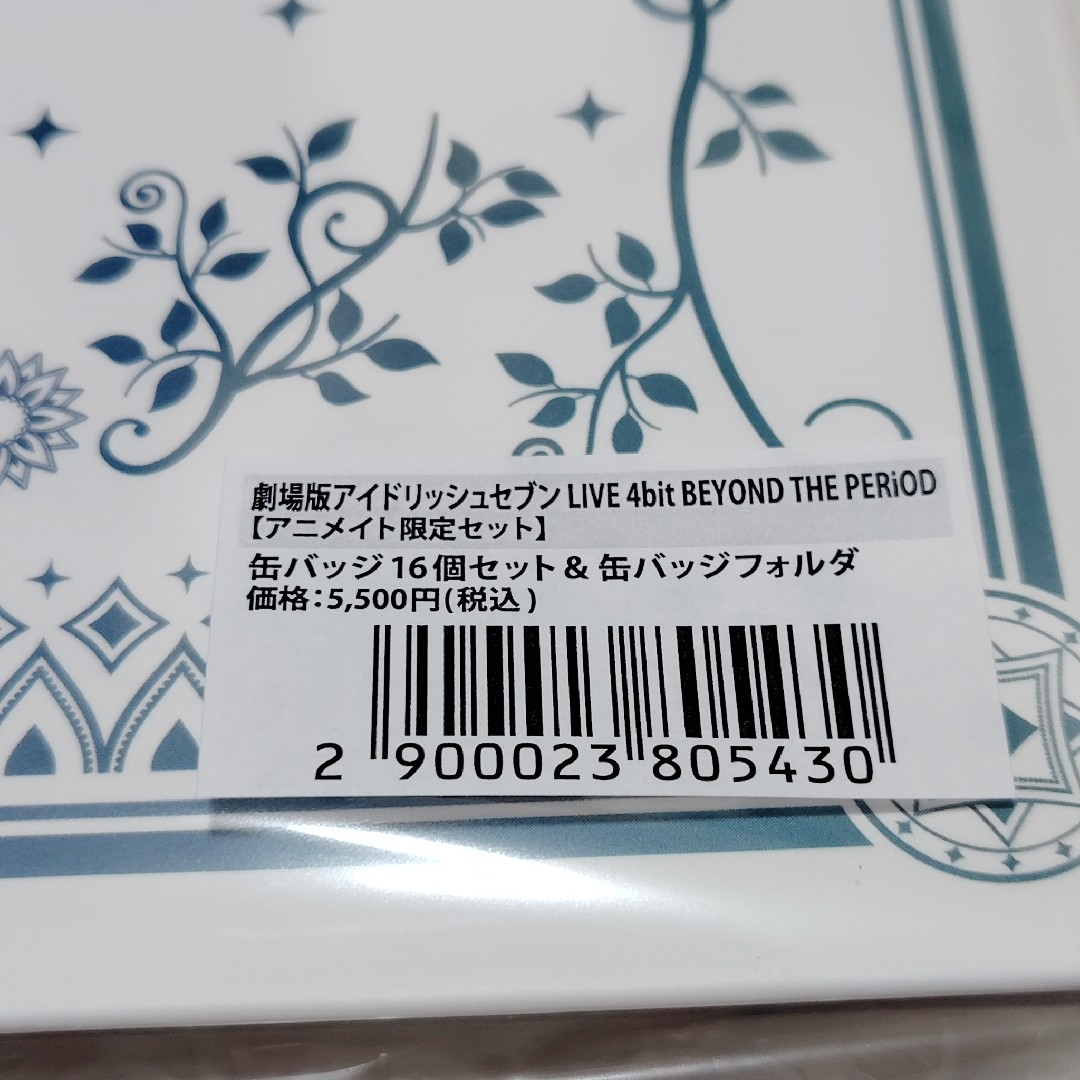 劇場版アイドリッシュセブン LIVE 4bit BEYOND THE PERiOD
【アニメイト限定セット】
缶バッジ16個セット & 缶バッジフォルダ
価格：5,500円(税込)
2 900023 805430